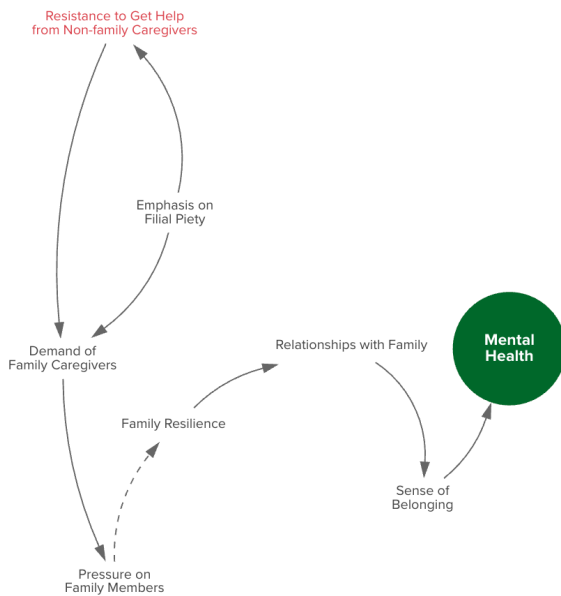 Resistance to Get Help
from Non-family Caregivers
Emphasis on
Filial Piety
Demand of
Family Caregivers
Relationships with Family
Mental
Health
Family Resilience
Sense of
Belonging
Pressure on
Family Members